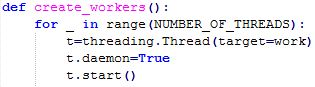 def create_workers():
    for _ in range(NUMBER_OF_THREADS):
        t=threading.Thread(target=work)
        t.daemon=True
        t.start()